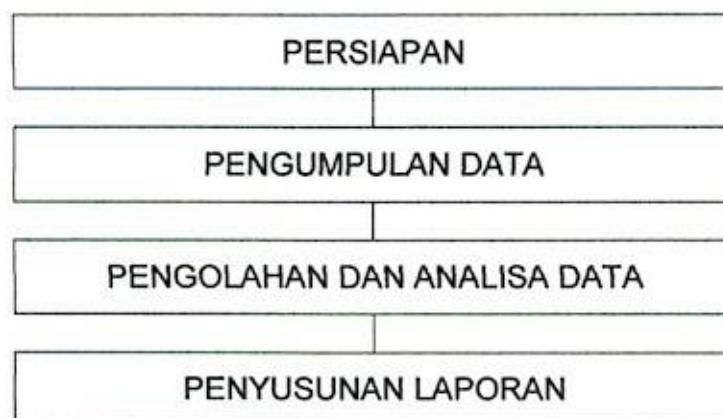 PERSIAPAN
PENGUMPULAN DATA
PENGOLAHAN DAN ANALISA DATA
PENYUSUNAN LAPORAN